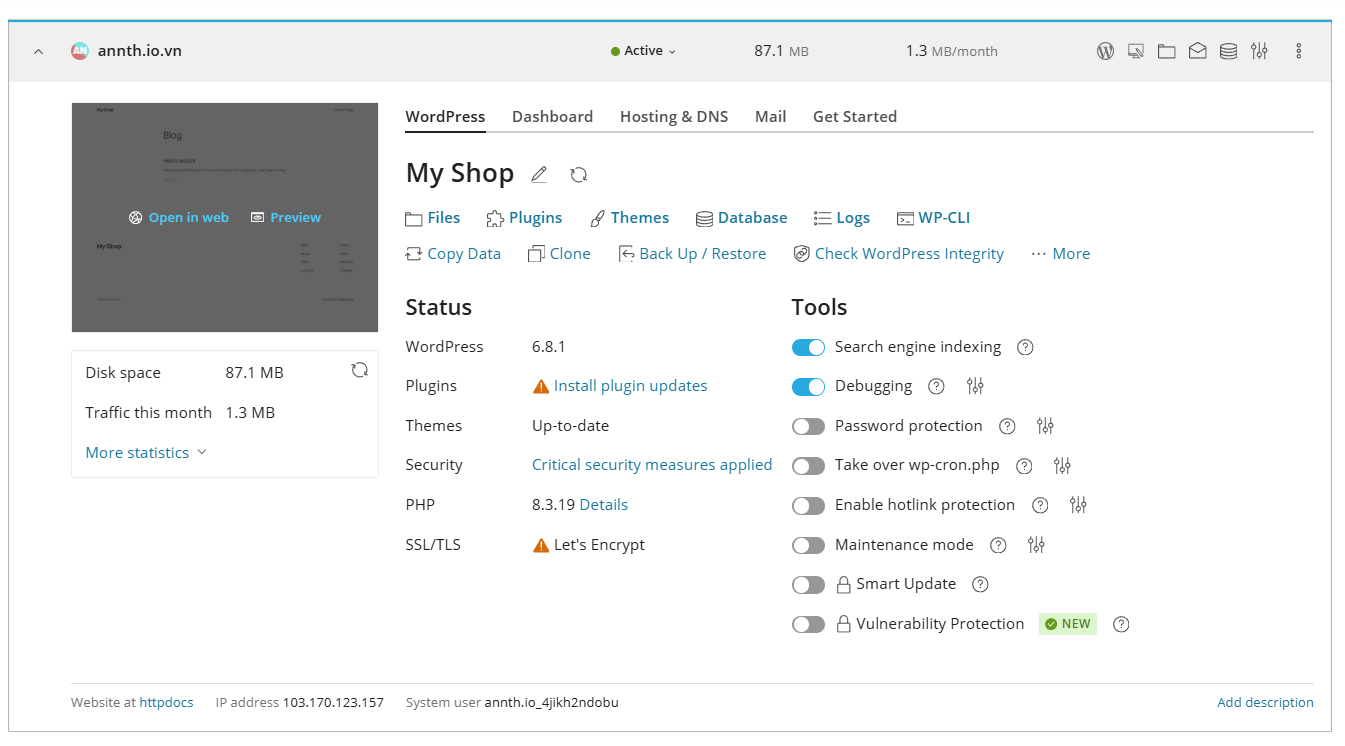 annth.io.vn Active 87.1 MB 1.3 MB/month
My Shop
Blog
Hello world!
Open in web Preview
My Shop
Disk space 87.1 MB
Traffic this month 1.3 MB
More statistics
WordPress Dashboard Hosting & DNS Mail Get Started
My Shop
Files Plugins Themes Database Logs WP-CLI
Copy Data Clone Back Up / Restore Check WordPress Integrity ··· More
Status
WordPress 6.8.1
Plugins Install plugin updates
Themes Up-to-date
Security Critical security measures applied
PHP 8.3.19 Details
SSL/TLS Let's Encrypt
Tools
Search engine indexing
Debugging
Password protection
Take over wp-cron.php
Enable hotlink protection
Maintenance mode
Smart Update
Vulnerability Protection NEW
Website at httpdocs IP address 103.170.123.157 System user annth.io_4jikh2ndobu Add description